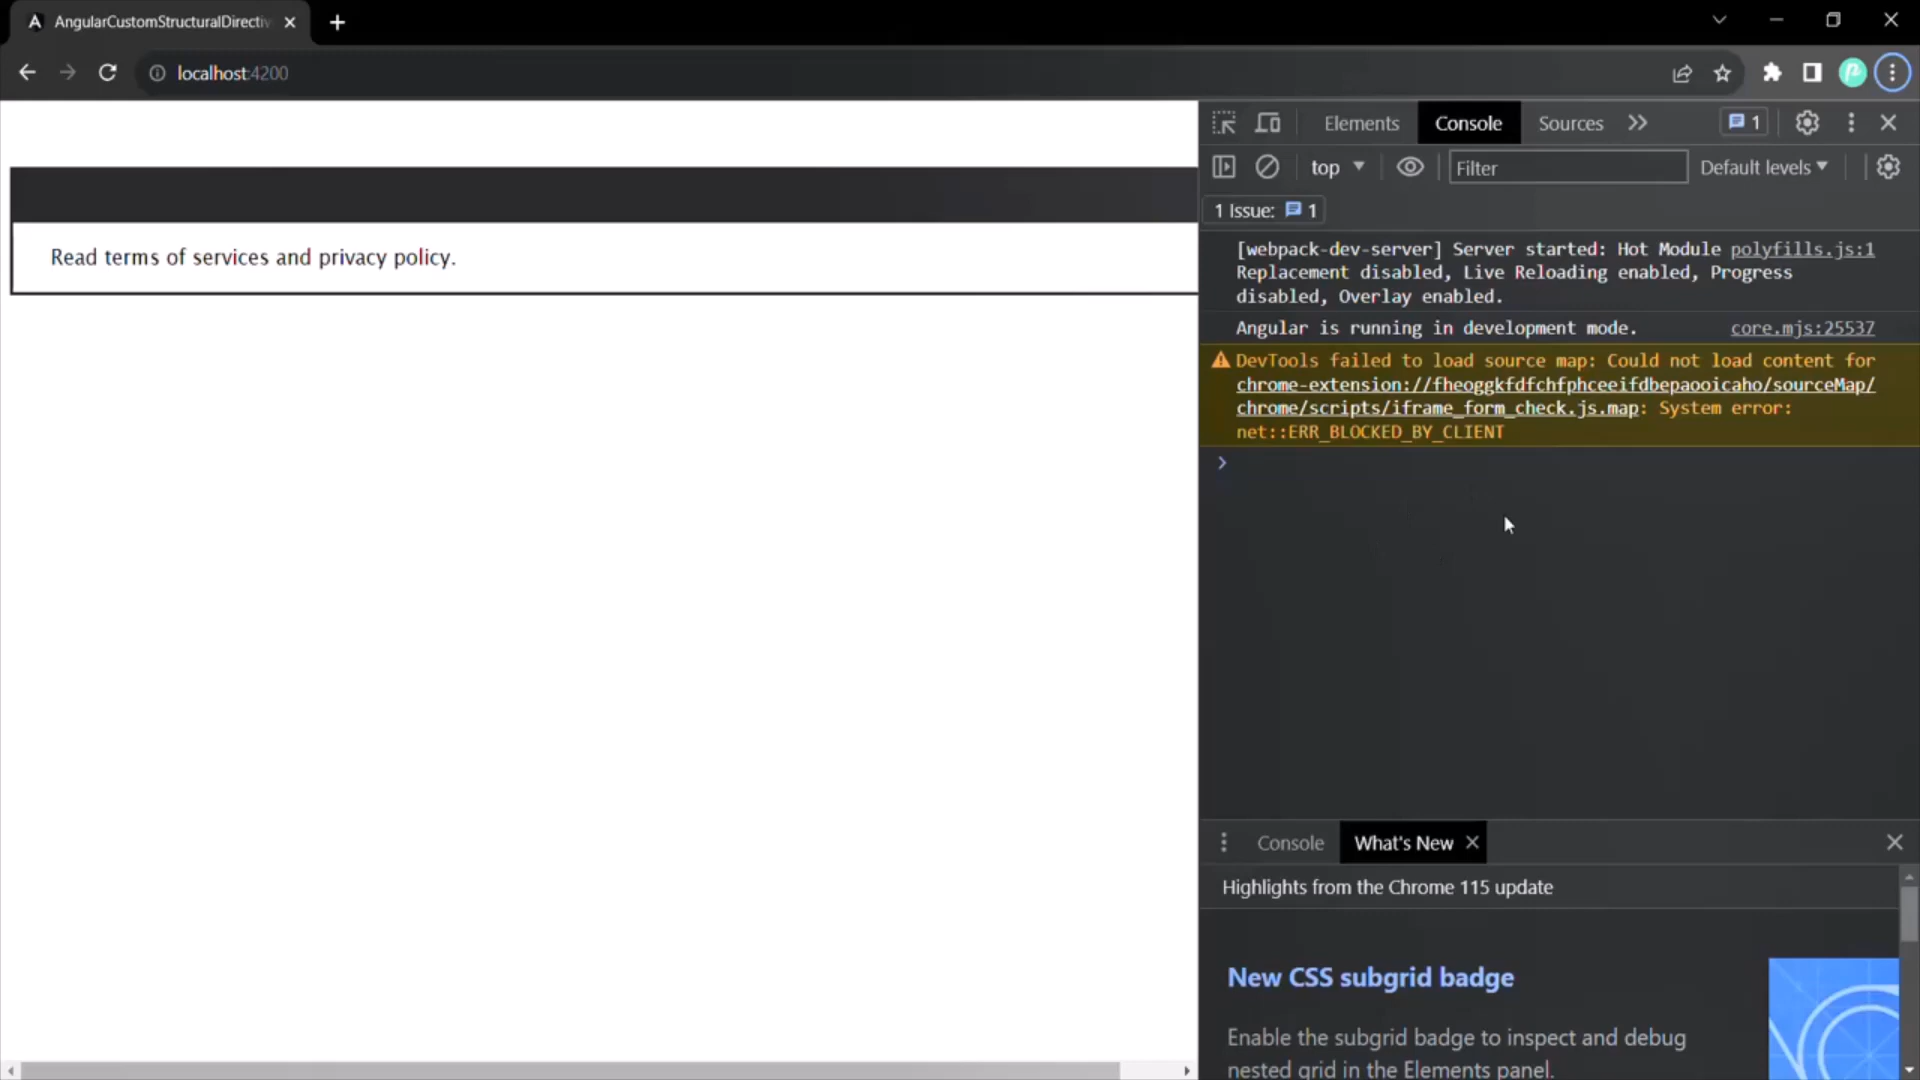 AngularCustomStructuralDirectiv
localhost:4200
Read terms of services and privacy policy.
Elements Console Sources 1
top Filter Default levels
1 Issue: 1
[webpack-dev-server] Server started: Hot Module polyfills.js:1
Replacement disabled, Live Reloading enabled, Progress
disabled, Overlay enabled.
Angular is running in development mode. core.mjs:25537
DevTools failed to load source map: Could not load content for
chrome-extension://fheoggkfdfchfphceeifdbepaooicaho/sourceMap/
chrome/scripts/iframe_form_check.js.map: System error:
net::ERR_BLOCKED_BY_CLIENT
Console What's New
Highlights from the Chrome 115 update
New CSS subgrid badge
Enable the subgrid badge to inspect and debug
nested grid in the Elements panel.